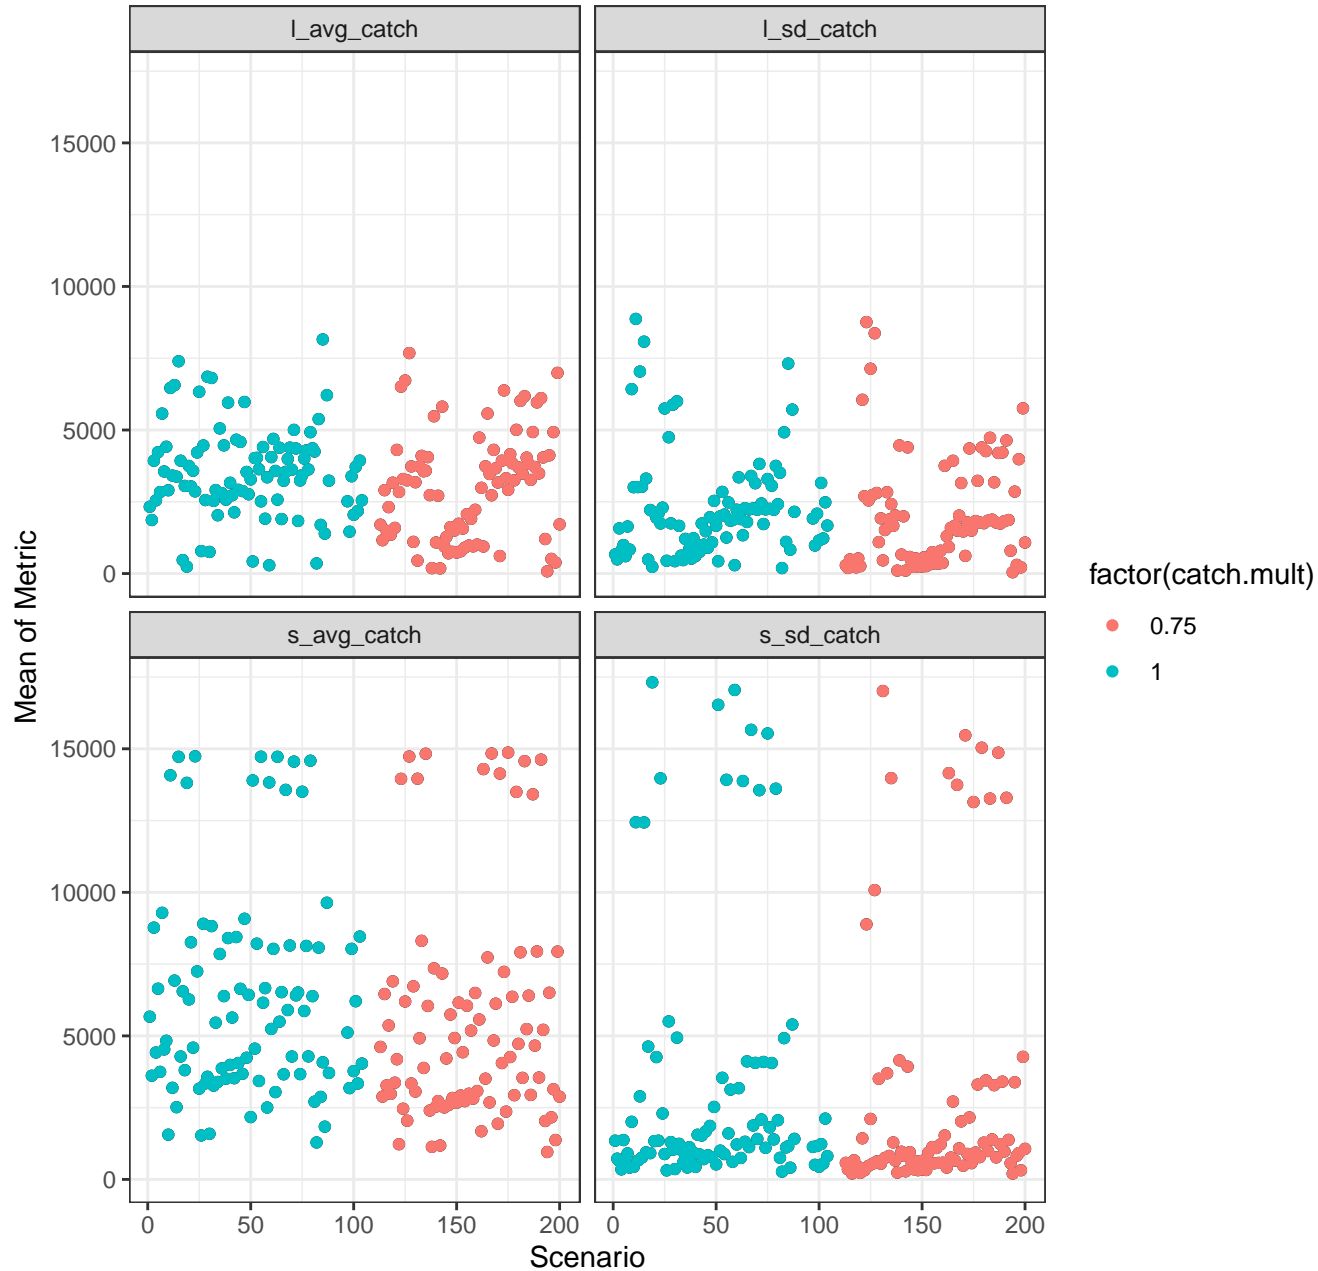 l_avg_catch
l_sd_catch
15000
10000
5000
0
s_avg_catch
s_sd_catch
15000
10000
5000
0
0
50
100
150
200
0
50
100
150
200
Scenario
Mean of Metric
factor(catch.mult)
0.75
1